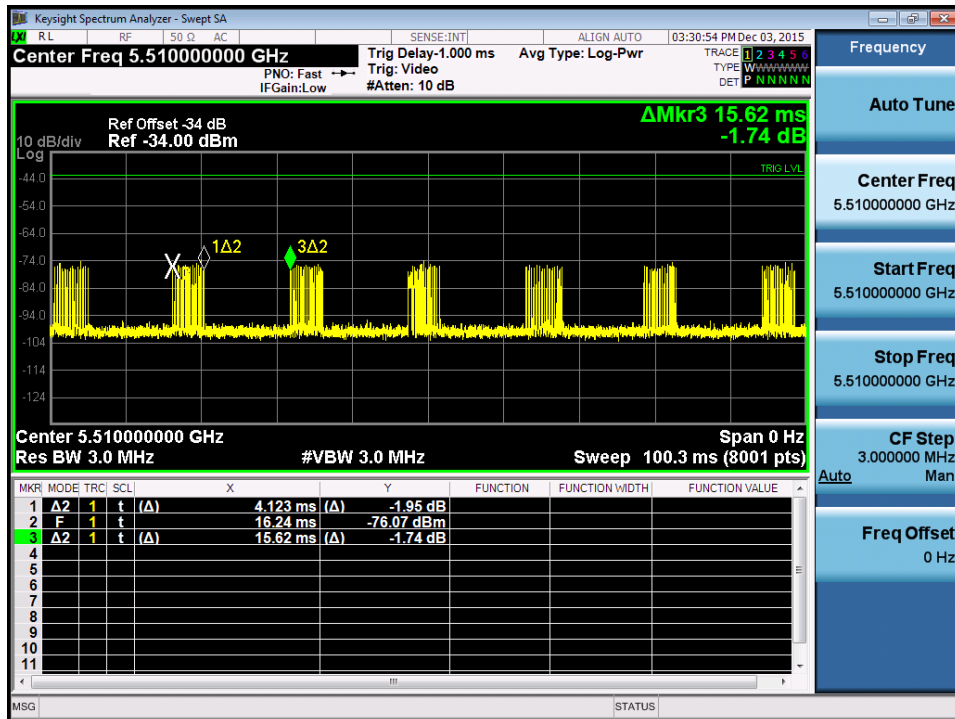 Keysight Spectrum Analyzer - Swept SA
LXI RL RF 50 Ω AC SENSE:INT ALIGN AUTO 03:30:54 PM Dec 03, 2015
Center Freq 5.510000000 GHz Trig Delay-1.000 ms Avg Type: Log-Pwr TRACE 1 2 3 4 5 6
PNO: Fast Trig: Video TYPE WWWWWW
IFGain:Low #Atten: 10 dB DET P N N N N N
Frequency
Auto Tune
Center Freq
5.510000000 GHz
Start Freq
5.510000000 GHz
Stop Freq
5.510000000 GHz
CF Step
3.000000 MHz
Auto Man
Freq Offset
0 Hz
ΔMkr3 15.62 ms
-1.74 dB
Ref Offset -34 dB
10 dB/div Ref -34.00 dBm
Log
TRIG LVL
-44.0
-54.0
-64.0
1Δ2 3Δ2
-74.0
-84.0
-94.0
-104
-114
-124
Center 5.510000000 GHz Span 0 Hz
Res BW 3.0 MHz #VBW 3.0 MHz Sweep 100.3 ms (8001 pts)
MKR MODE TRC SCL X Y FUNCTION FUNCTION WIDTH FUNCTION VALUE
1 Δ2 1 t (Δ) 4.123 ms (Δ) -1.95 dB
2 F 1 t 16.24 ms -76.07 dBm
3 Δ2 1 t (Δ) 15.62 ms (Δ) -1.74 dB
4
5
6
7
8
9
10
11
MSG STATUS